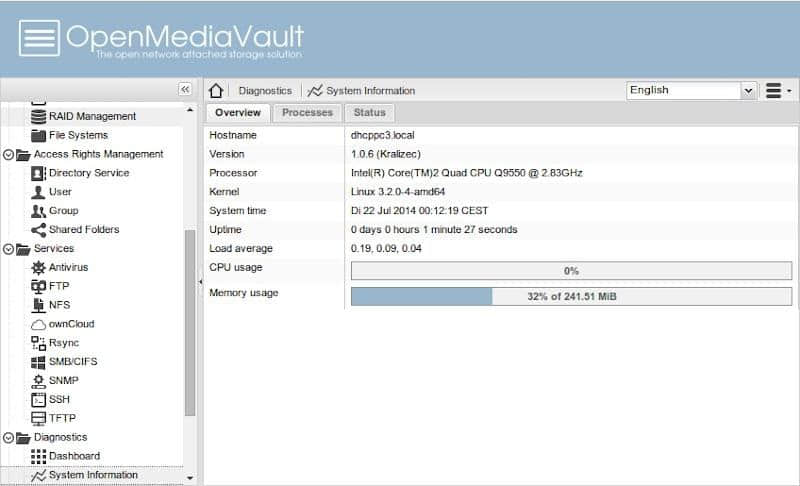 OpenMediaVault
The open network attached storage solution
Diagnostics
System Information
English
RAID Management
File Systems
Access Rights Management
Directory Service
User
Group
Shared Folders
Services
Antivirus
FTP
NFS
ownCloud
Rsync
SMB/CIFS
SNMP
SSH
TFTP
Diagnostics
Dashboard
System Information
Overview Processes Status
Hostname dhcppc3.local
Version 1.0.6 (Kralizec)
Processor Intel(R) Core(TM)2 Quad CPU Q9550 @ 2.83GHz
Kernel Linux 3.2.0-4-amd64
System time Di 22 Jul 2014 00:12:19 CEST
Uptime 0 days 0 hours 1 minute 27 seconds
Load average 0.19, 0.09, 0.04
CPU usage 0%
Memory usage 32% of 241.51 MiB